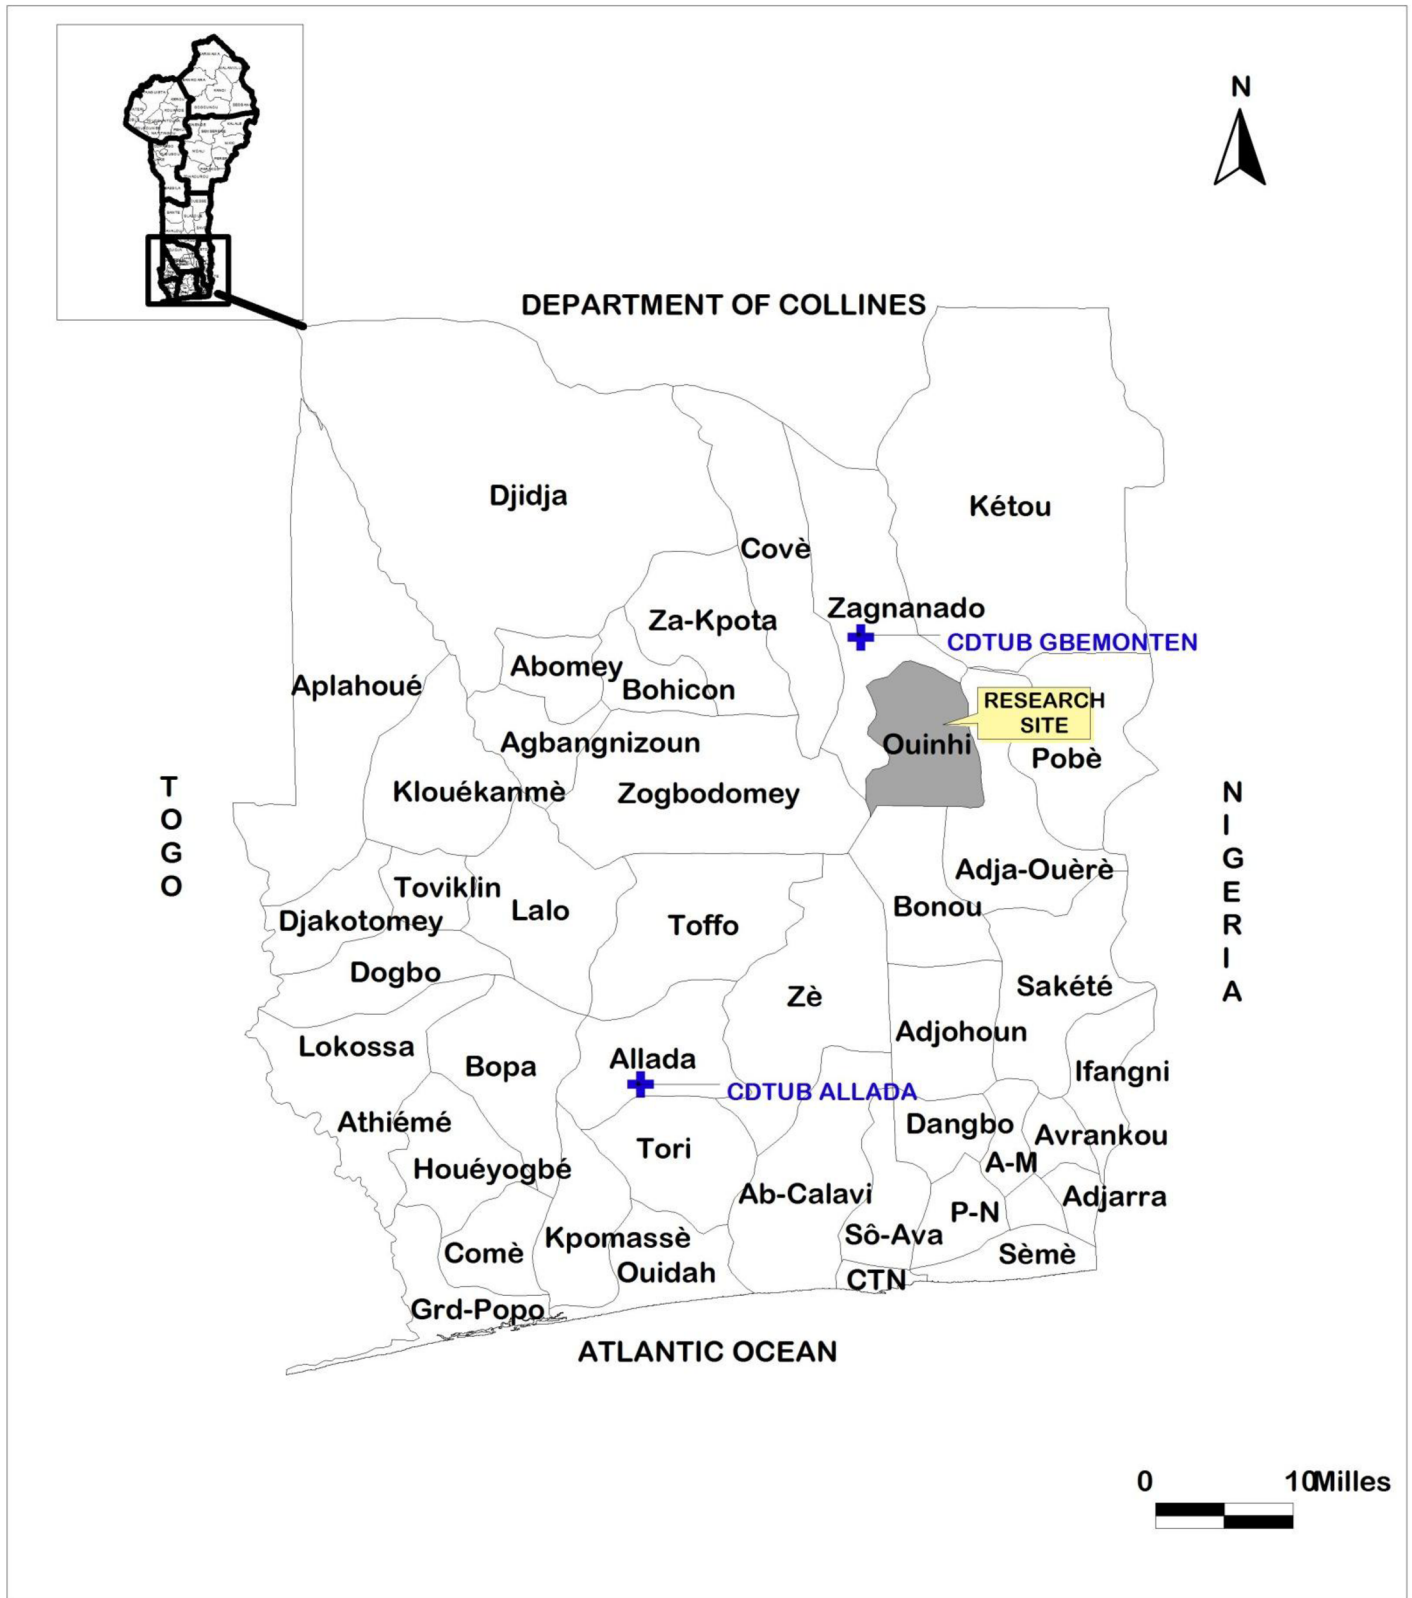 N
DEPARTMENT OF COLLINES
Djidja
Kétou
Covè
Zagnanado
Za-Kpota
CDTUB GBEMONTEN
Abomey
Aplahoué
Bohicon
RESEARCH
SITE
Agbangnizoun
Ouinhi
Pobè
Klouékanmè
Zogbodomey
TOGO
NIGERIA
Adja-Ouèrè
Toviklin
Lalo
Bonou
Djakotomey
Toffo
Dogbo
Zè
Sakété
Adjohoun
Lokossa
Allada
Bopa
Ifangni
CDTUB ALLADA
Athiémé
Dangbo
Avrankou
Tori
A-M
Houéyogbé
Ab-Calavi
Adjarra
P-N
Kpomassè
Sô-Ava
Comè
Sèmè
Ouidah
CTN
Grd-Popo
ATLANTIC OCEAN
0 10Milles